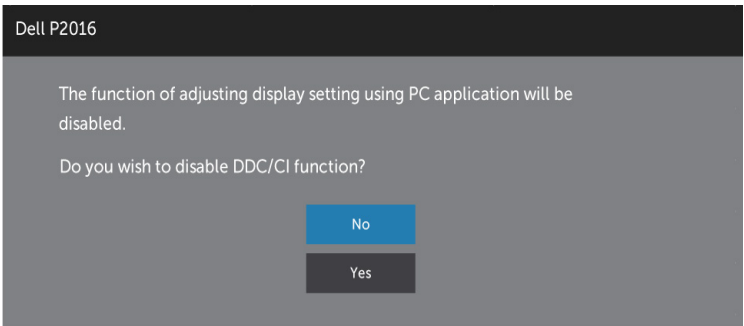 Dell P2016
The function of adjusting display setting using PC application will be
disabled.
Do you wish to disable DDC/CI function?
No
Yes